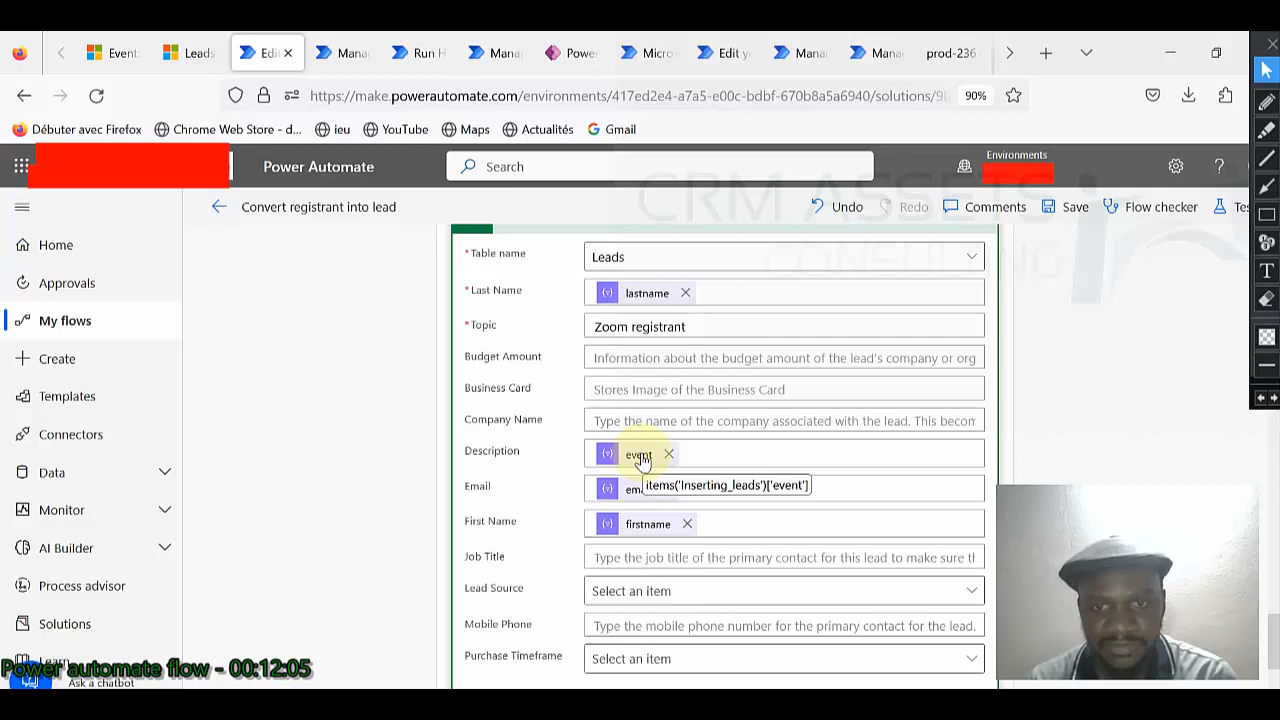 Event
Leads
Edi
Mana
Run H
Mana
Powe
Micro
Edit y
Mana
Mana
prod-236.
https://make.powerautomate.com/environments/417ed2e4-a7a5-e00c-bdbf-670b8a5a6940/solutions/9
90%
Débuter avec Firefox
Chrome Web Store - d...
ieu
YouTube
Maps
Actualités
Gmail
Power Automate
Search
Environments
CRM ASSETS
CONSULTING
Convert registrant into lead
Undo
Redo
Comments
Save
Flow checker
Tes
Home
Approvals
My flows
Create
Templates
Connectors
Data
Monitor
AI Builder
Process advisor
Solutions
Learn
Ask a chatbot
* Table name
Leads
* Last Name
lastname
* Topic
Zoom registrant
Budget Amount
Information about the budget amount of the lead's company or org
Business Card
Stores Image of the Business Card
Company Name
Type the name of the company associated with the lead. This becom
Description
event
items('Inserting_leads')['event']
Email
ema
First Name
firstname
Job Title
Type the job title of the primary contact for this lead to make sure th
Lead Source
Select an item
Mobile Phone
Type the mobile phone number for the primary contact for the lead.
Purchase Timeframe
Select an item
Power automate flow - 00:12:05